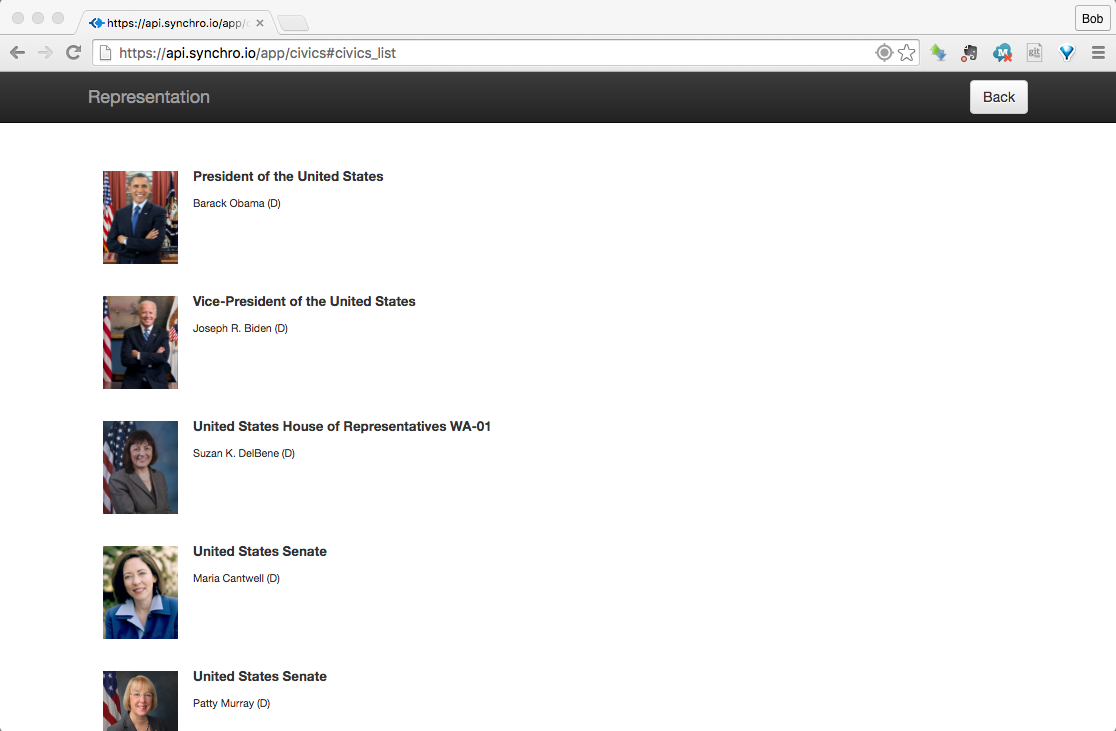 https://api.synchro.io/app/c
Bob
https://api.synchro.io/app/civics#civics_list
git
Representation
Back
President of the United States
Barack Obama (D)
Vice-President of the United States
Joseph R. Biden (D)
United States House of Representatives WA-01
Suzan K. DelBene (D)
United States Senate
Maria Cantwell (D)
United States Senate
Patty Murray (D)